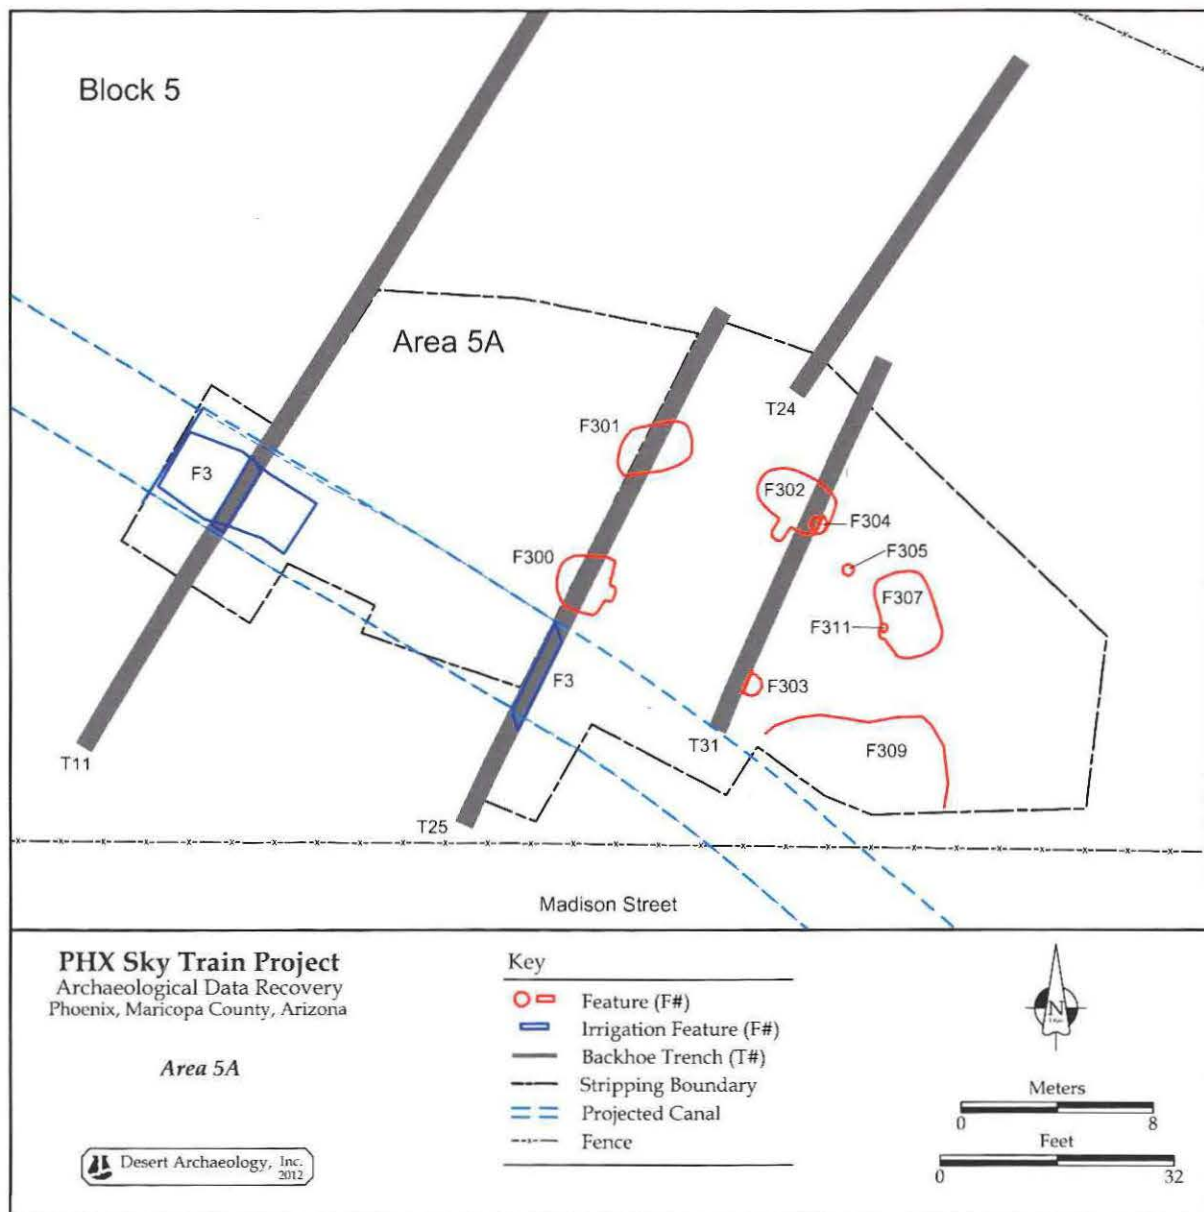 Block 5
Area 5A
T24
F301
F302
F304
F3
F300
F305
F307
F311
F3
F303
T31
F309
T11
T25
Madison Street
PHX Sky Train Project
Archaeological Data Recovery
Phoenix, Maricopa County, Arizona
Area 5A
Desert Archaeology, Inc.
2012
Key
Feature (F#)
Irrigation Feature (F#)
Backhoe Trench (T#)
Stripping Boundary
Projected Canal
Fence
N
Meters
0 8
Feet
0 32